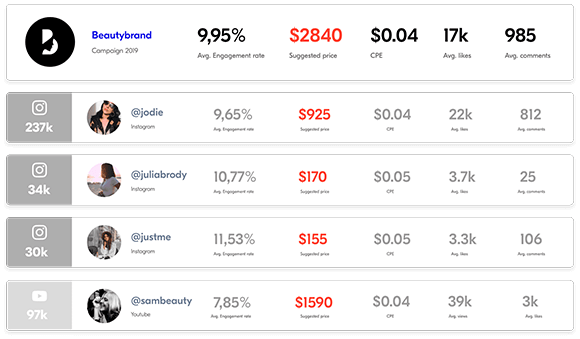 Beautybrand
Campaign 2019
9,95%
Avg. Engagement rate
$2840
Suggested price
$0.04
CPE
17k
Avg. likes
985
Avg. comments
237k
@jodie
Instagram
9,65%
Avg. Engagement rate
$925
Suggested price
$0.04
CPE
22k
Avg. likes
812
Avg. comments
34k
@juliabrody
Instagram
10,77%
Avg. Engagement rate
$170
Suggested price
$0.05
CPE
3.7k
Avg. likes
25
Avg. comments
30k
@justme
Instagram
11,53%
Avg. Engagement rate
$155
Suggested price
$0.05
CPE
3.3k
Avg. likes
106
Avg. comments
97k
@sambeauty
Youtube
7,85%
Avg. Engagement rate
$1590
Suggested price
$0.04
CPE
39k
Avg. views
3k
Avg. likes